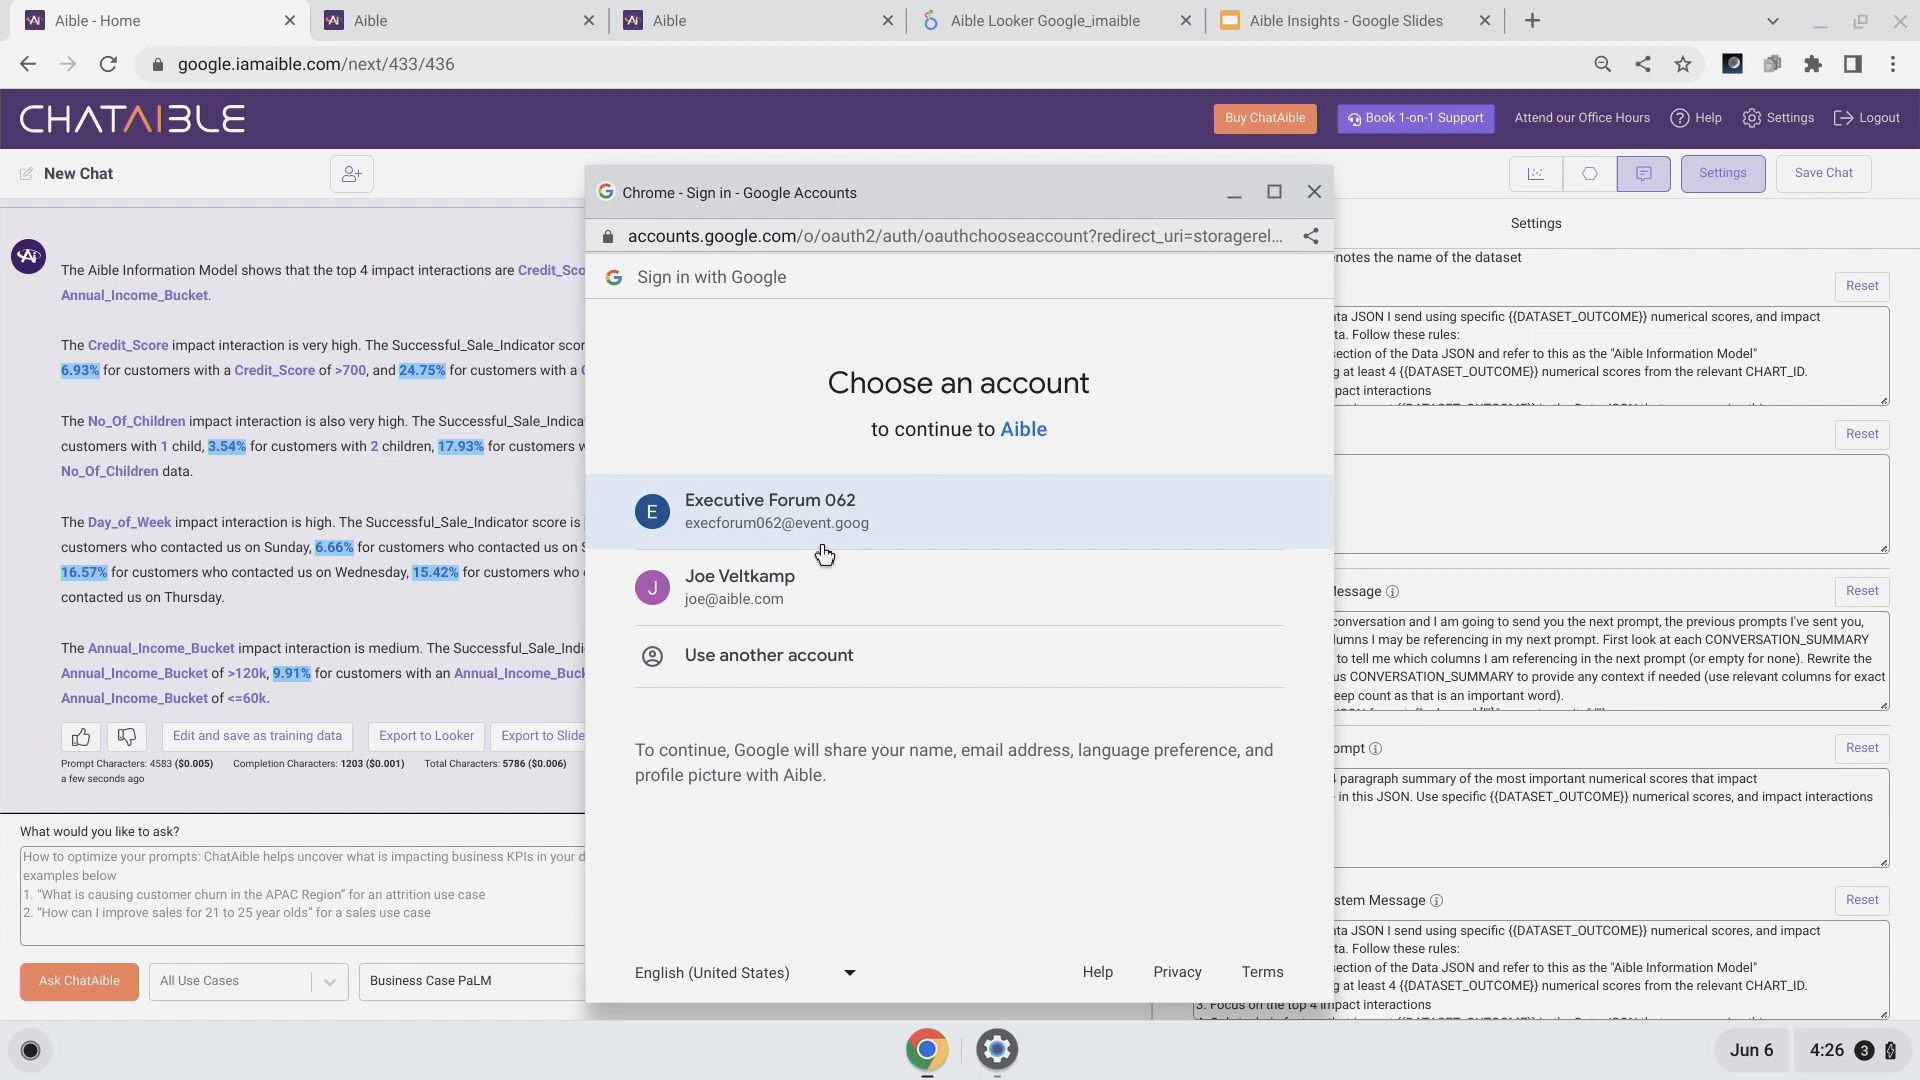 Aible - Home
Aible
Aible
Aible Looker Google_imaible
Aible Insights - Google Slides
google.iamaible.com/next/433/436
CHATAIBLE
Buy ChatAible
Book 1-on-1 Support
Attend our Office Hours
Help
Settings
Logout
New Chat
Settings
Save Chat
Settings
The Aible Information Model shows that the top 4 impact interactions are Credit_Sco
Annual_Income_Bucket.
The Credit_Score impact interaction is very high. The Successful_Sale_Indicator scor
6.93% for customers with a Credit_Score of >700, and 24.75% for customers with a
The No_Of_Children impact interaction is also very high. The Successful_Sale_Indica
customers with 1 child, 3.54% for customers with 2 children, 17.93% for customers w
No_Of_Children data.
The Day_of_Week impact interaction is high. The Successful_Sale_Indicator score is
customers who contacted us on Sunday, 6.66% for customers who contacted us on S
16.57% for customers who contacted us on Wednesday, 15.42% for customers who
contacted us on Thursday.
The Annual_Income_Bucket impact interaction is medium. The Successful_Sale_Indi
Annual_Income_Bucket of >120k, 9.91% for customers with an Annual_Income_Buck
Annual_Income_Bucket of <=60k.
Edit and save as training data
Export to Looker
Export to Slide
Prompt Characters: 4583 ($0.005) Completion Characters: 1203 ($0.001) Total Characters: 5786 ($0.006)
a few seconds ago
What would you like to ask?
How to optimize your prompts: ChatAible helps uncover what is impacting business KPIs in your d
examples below
1. "What is causing customer churn in the APAC Region" for an attrition use case
2. "How can I improve sales for 21 to 25 year olds" for a sales use case
Ask ChatAible
All Use Cases
Business Case PaLM
Chrome - Sign in - Google Accounts
accounts.google.com/o/oauth2/auth/oauthchooseaccount?redirect_uri=storagerel...
Sign in with Google
Choose an account
to continue to Aible
E
Executive Forum 062
execforum062@event.goog
J
Joe Veltkamp
joe@aible.com
Use another account
To continue, Google will share your name, email address, language preference, and
profile picture with Aible.
English (United States)
Help
Privacy
Terms
enotes the name of the dataset
Reset
ata JSON I send using specific {{DATASET_OUTCOME}} numerical scores, and impact
ta. Follow these rules:
ection of the Data JSON and refer to this as the "Aible Information Model"
g at least 4 {{DATASET_OUTCOME}} numerical scores from the relevant CHART_ID.
pact interactions
Reset
Message
Reset
conversation and I am going to send you the next prompt, the previous prompts I've sent you,
lumns I may be referencing in my next prompt. First look at each CONVERSATION_SUMMARY
to tell me which columns I am referencing in the next prompt (or empty for none). Rewrite the
us CONVERSATION_SUMMARY to provide any context if needed (use relevant columns for exact
eep count as that is an important word).
ompt
Reset
4 paragraph summary of the most important numerical scores that impact
in this JSON. Use specific {{DATASET_OUTCOME}} numerical scores, and impact interactions
stem Message
Reset
ata JSON I send using specific {{DATASET_OUTCOME}} numerical scores, and impact
ta. Follow these rules:
ection of the Data JSON and refer to this as the "Aible Information Model"
g at least 4 {{DATASET_OUTCOME}} numerical scores from the relevant CHART_ID.
3. Focus on the top 4 impact interactions
Jun 6
4:26
3